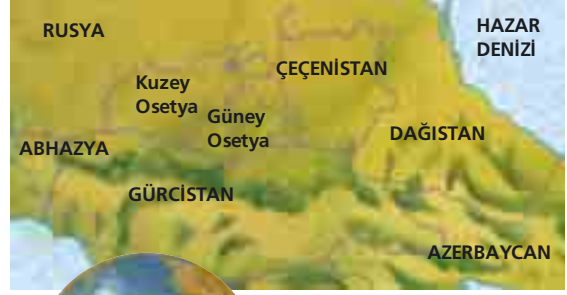 RUSYA
HAZAR
DENİZİ
ÇEÇENİSTAN
Kuzey
Osetya
Güney
Osetya
DAĞISTAN
ABHAZYA
GÜRCİSTAN
AZERBAYCAN